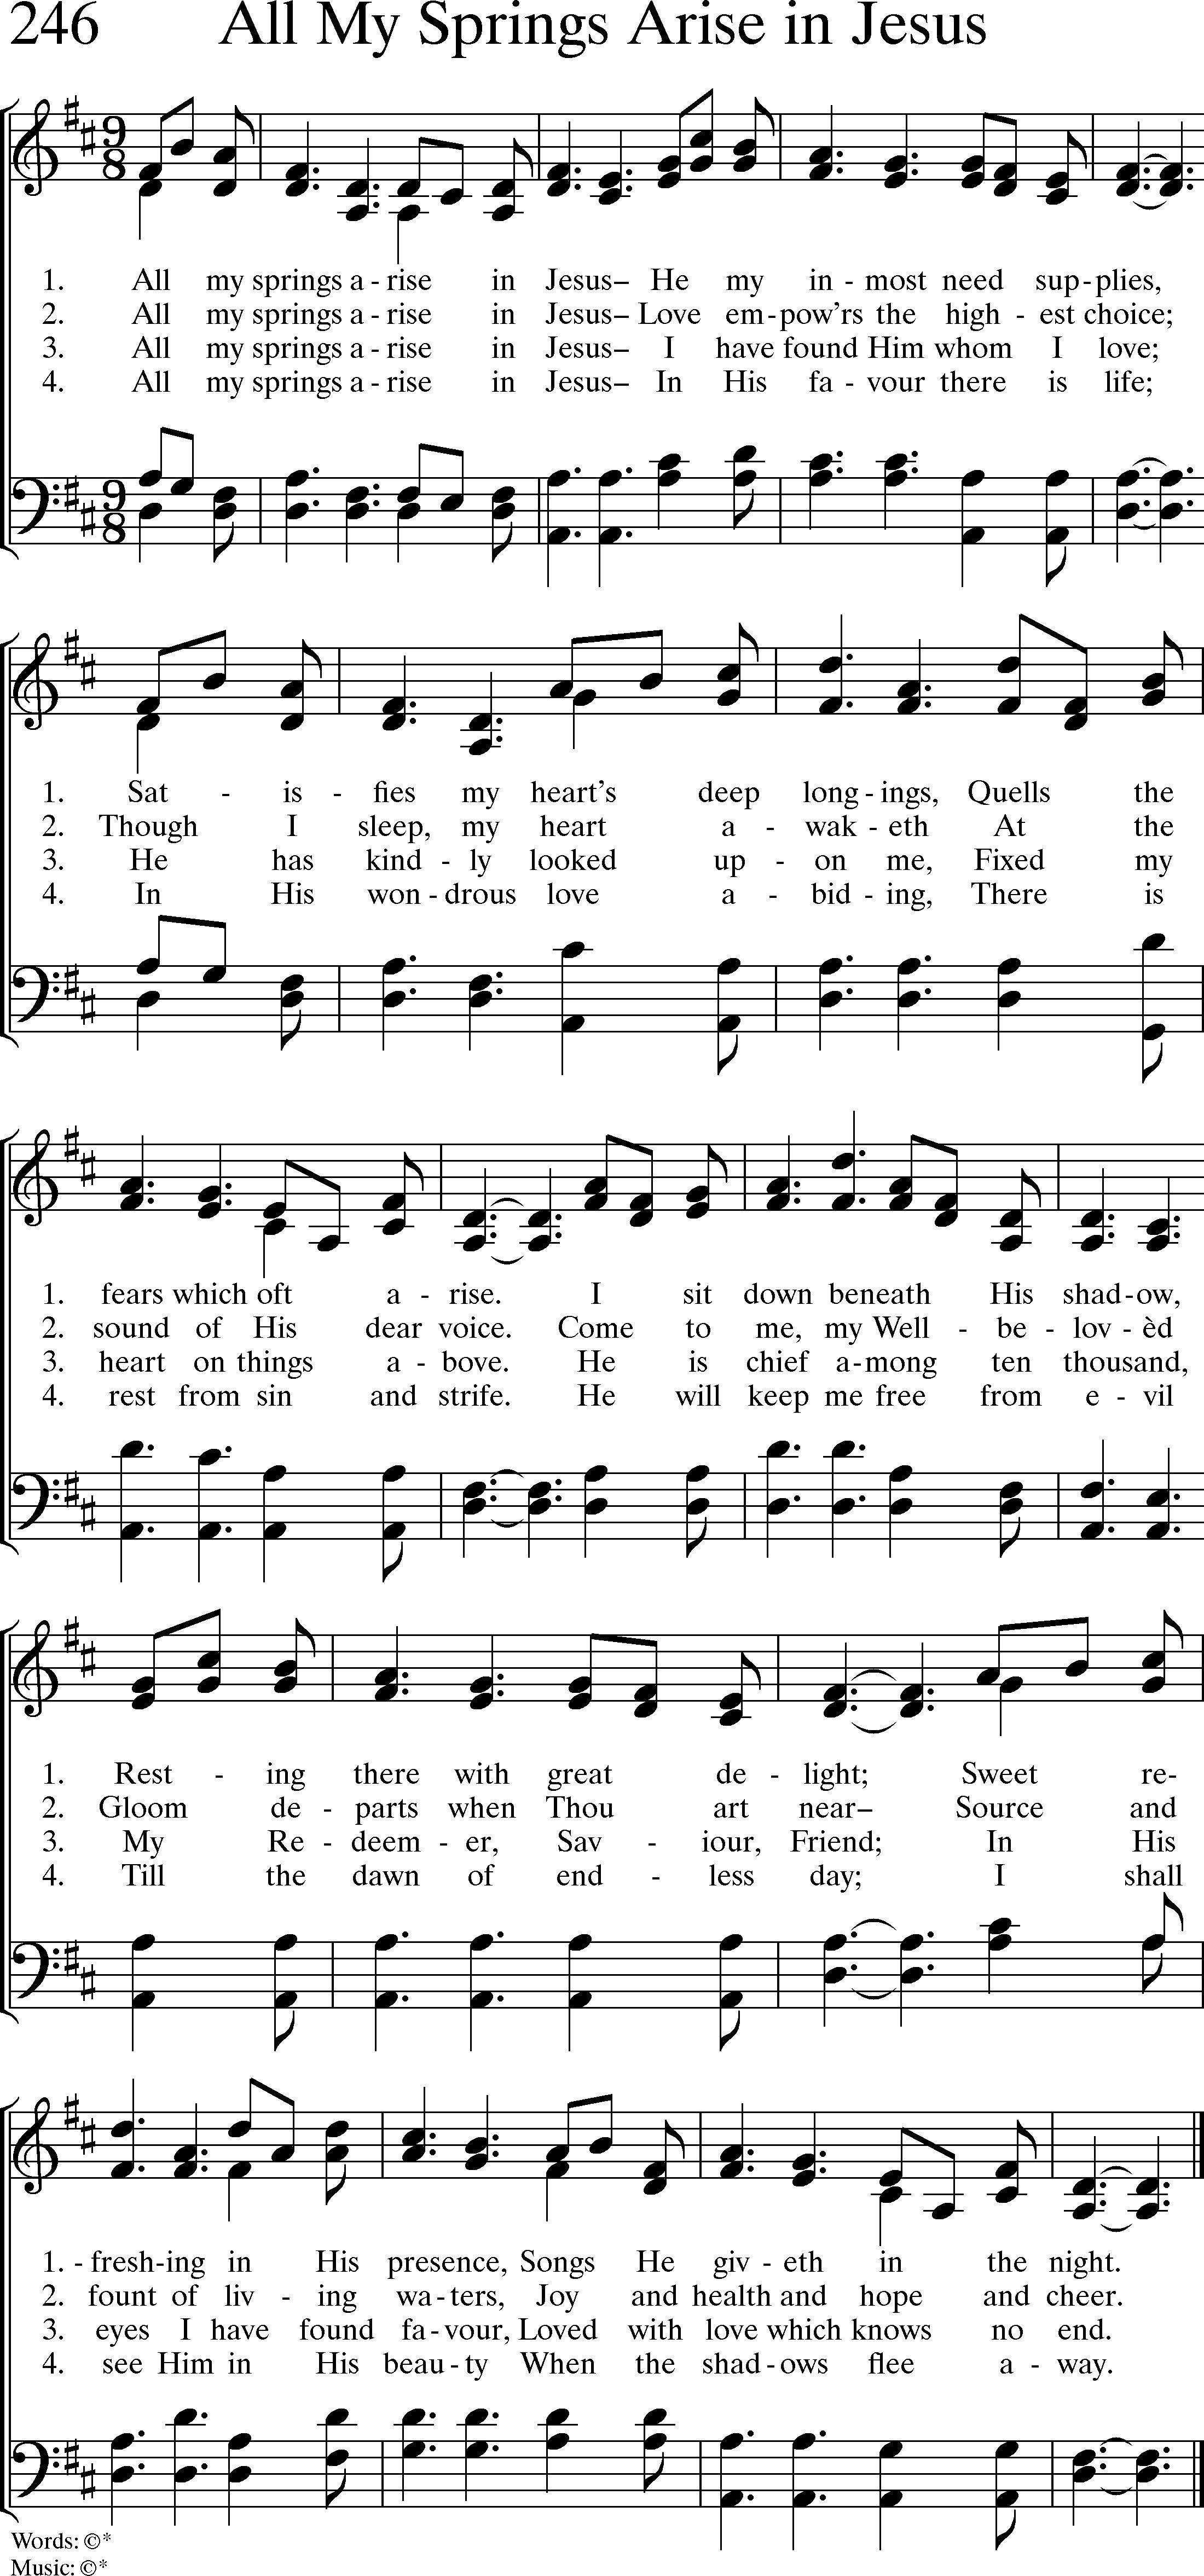 246 All My Springs Arise in Jesus
9
8
1. All my springs a - rise in Jesus– He my in - most need sup - plies,
2. All my springs a - rise in Jesus– Love em - pow'rs the high - est choice;
3. All my springs a - rise in Jesus– I have found Him whom I love;
4. All my springs a - rise in Jesus– In His fa - vour there is life;
9
8
1. Sat - is - fies my heart's deep long - ings, Quells the
2. Though I sleep, my heart a - wak - eth At the
3. He has kind - ly looked up - on me, Fixed my
4. In His won - drous love a - bid - ing, There is
1. fears which oft a - rise. I sit down beneath His shad - ow,
2. sound of His dear voice. Come to me, my Well - be - lov - èd
3. heart on things a - bove. He is chief a - mong ten thousand,
4. rest from sin and strife. He will keep me free from e - vil
1. Rest - ing there with great de - light; Sweet re-
2. Gloom de - parts when Thou art near– Source and
3. My Re - deem - er, Sav - iour, Friend; In His
4. Till the dawn of end - less day; I shall
1. - fresh - ing in His presence, Songs He giv - eth in the night.
2. fount of liv - ing wa - ters, Joy and health and hope and cheer.
3. eyes I have found fa - vour, Loved with love which knows no end.
4. see Him in His beau - ty When the shad - ows flee a - way.
Words: ©*
Music: ©*